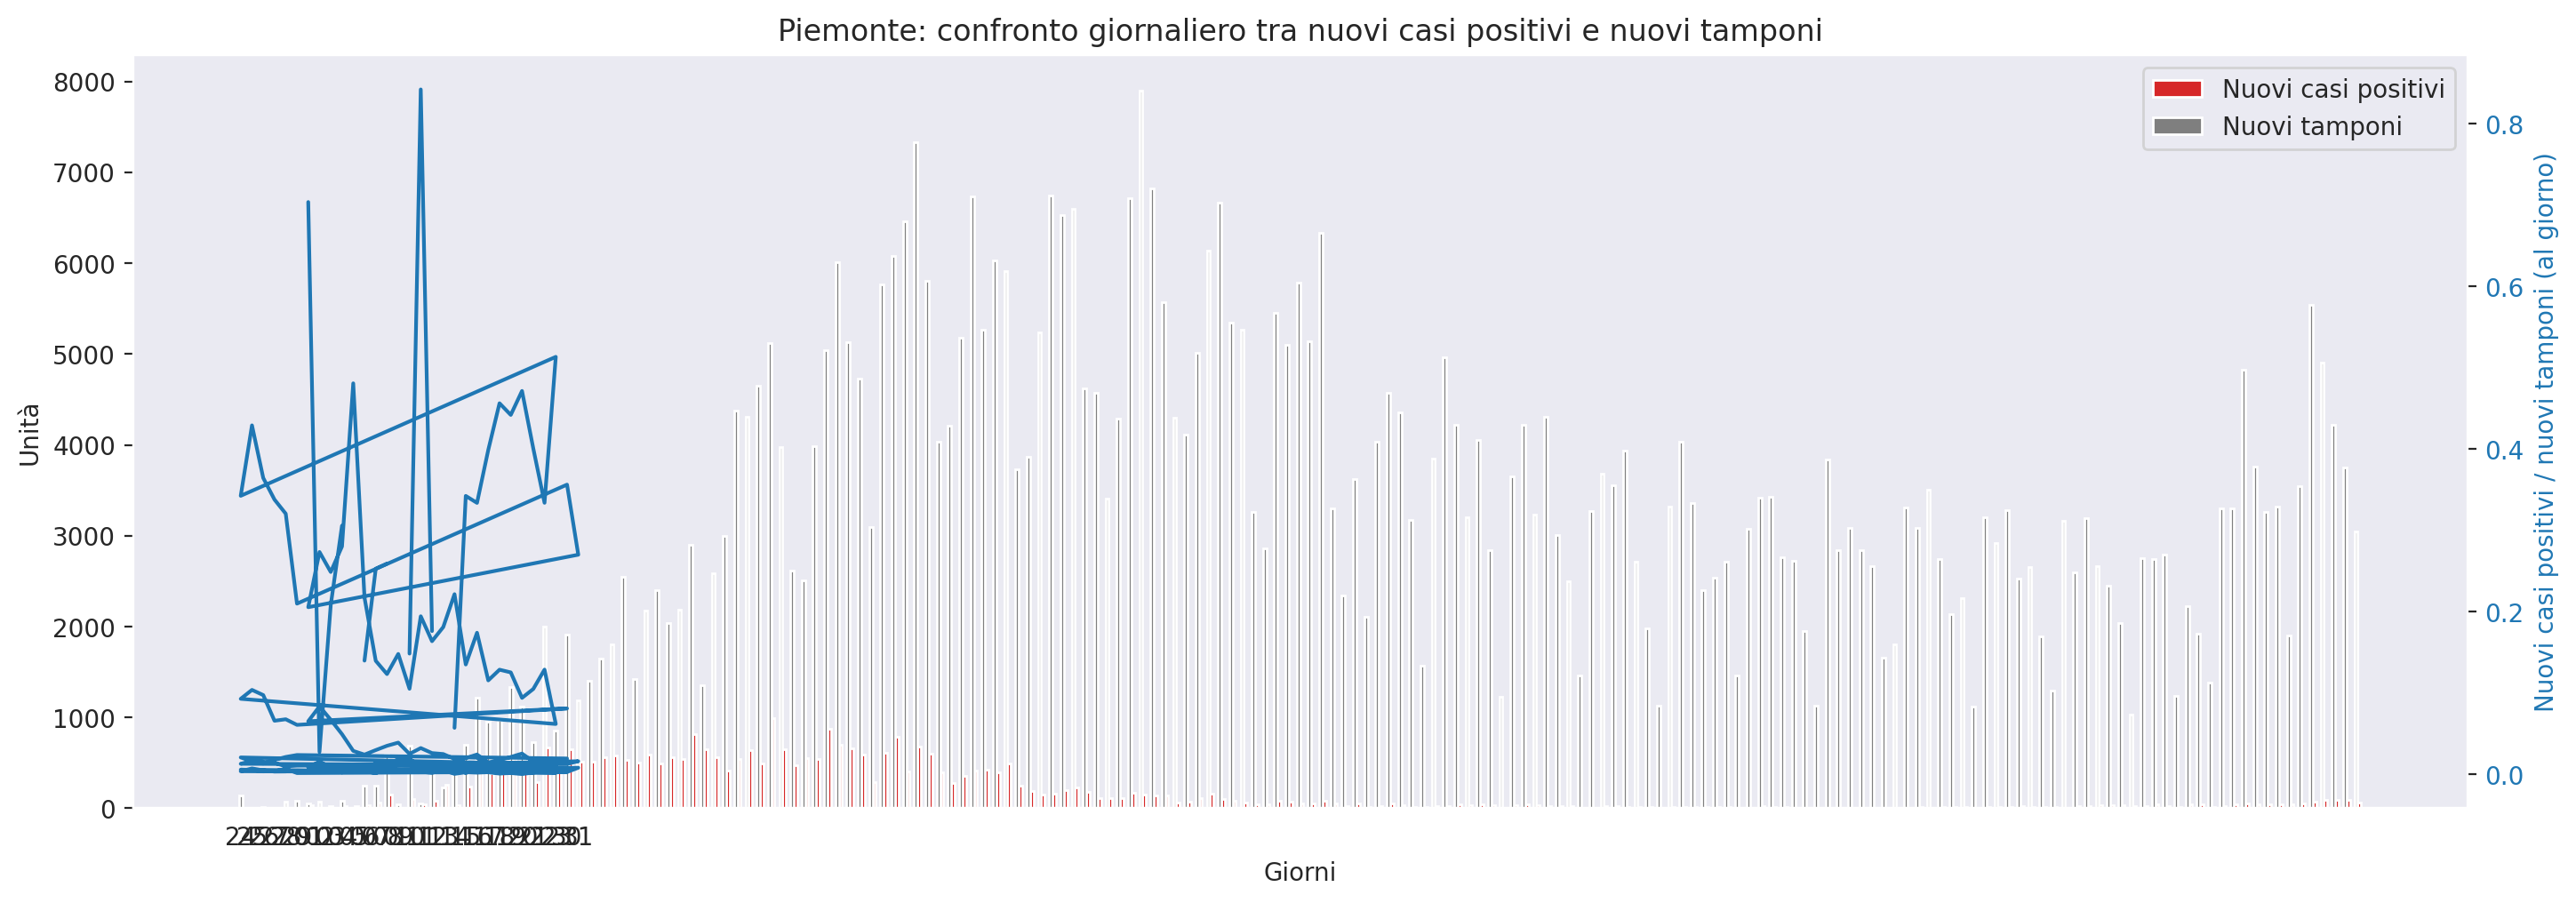 Piemonte: confronto giornaliero tra nuovi casi positivi e nuovi tamponi
Nuovi casi positivi
Nuovi tamponi
8000
7000
6000
5000
4000
3000
2000
1000
0
Unità
0.8
0.6
0.4
0.2
0.0
Nuovi casi positivi / nuovi tamponi (al giorno)
Giorni